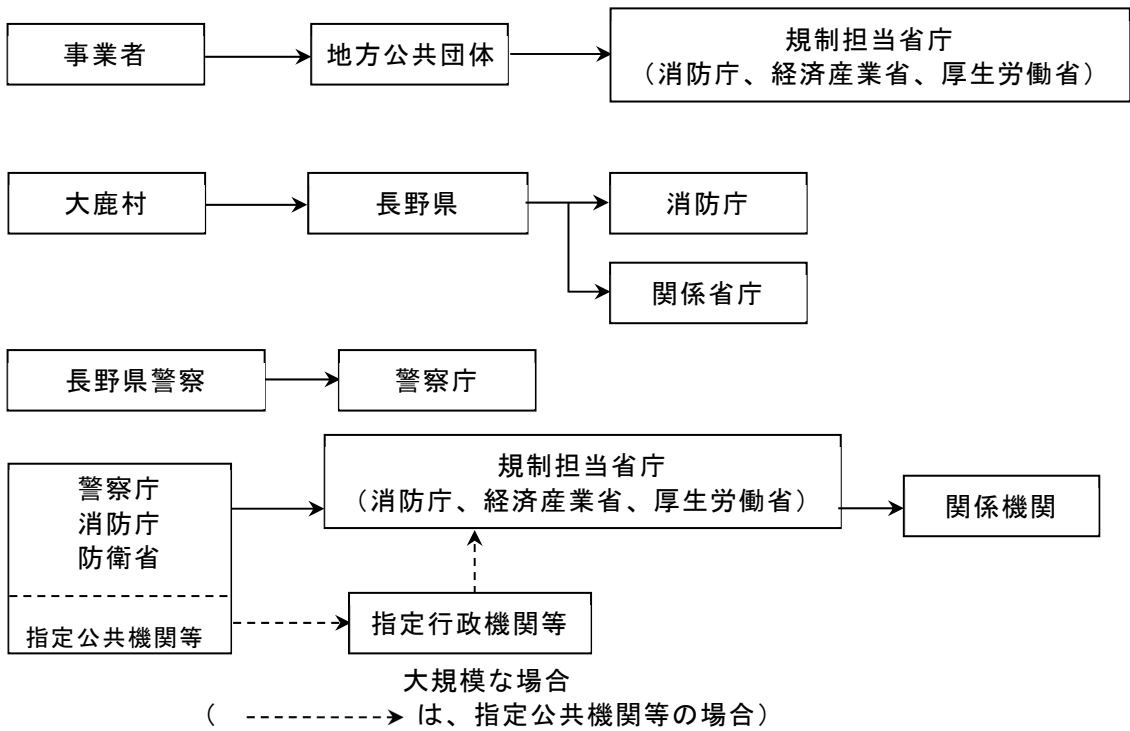 事業者
地方公共団体
規制担当省庁
（消防庁、経済産業省、厚生労働省）
大鹿村
長野県
消防庁
関係省庁
長野県警察
警察庁
警察庁
消防庁
防衛省
指定公共機関等
規制担当省庁
（消防庁、経済産業省、厚生労働省）
関係機関
指定行政機関等
大規模な場合
（ は、指定公共機関等の場合）